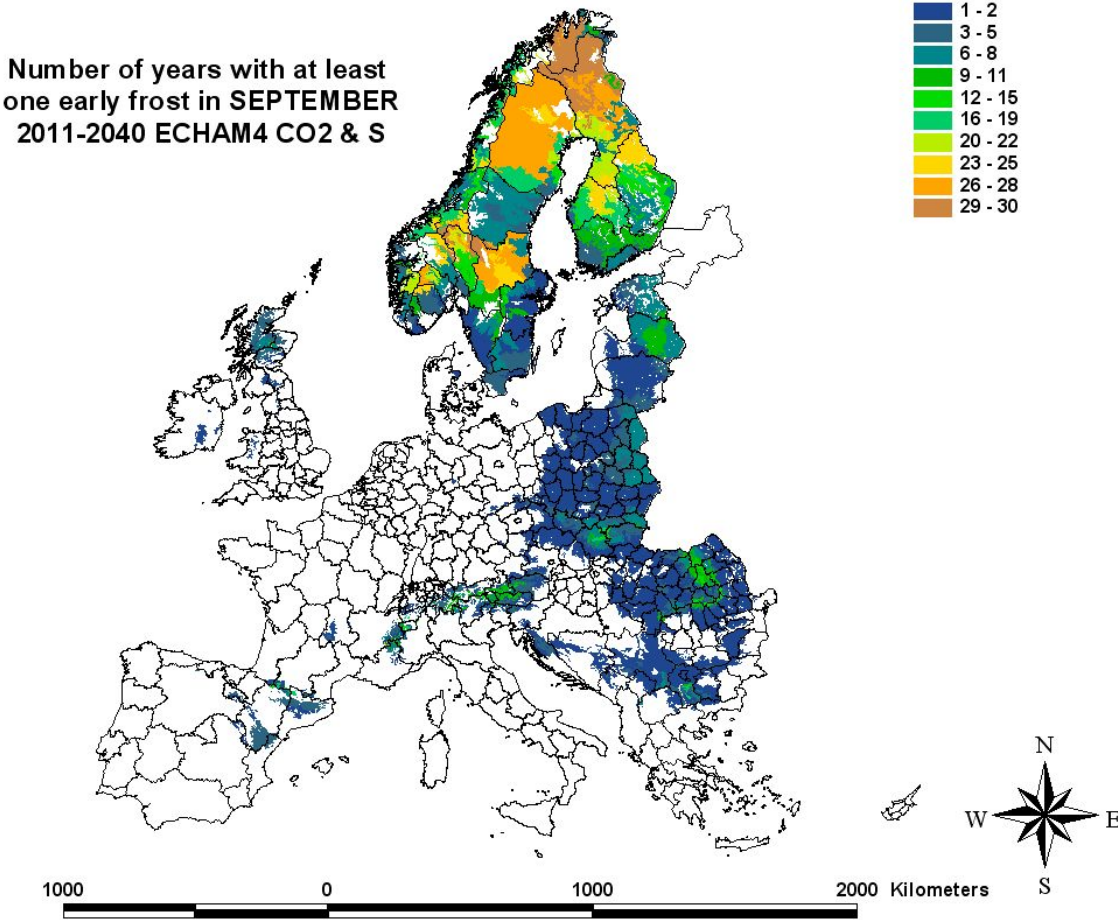 Number of years with at least
one early frost in SEPTEMBER
2011-2040 ECHAM4 CO2 & S
1 - 2
3 - 5
6 - 8
9 - 11
12 - 15
16 - 19
20 - 22
23 - 25
26 - 28
29 - 30
N
W
E
S
1000
0
1000
2000 Kilometers